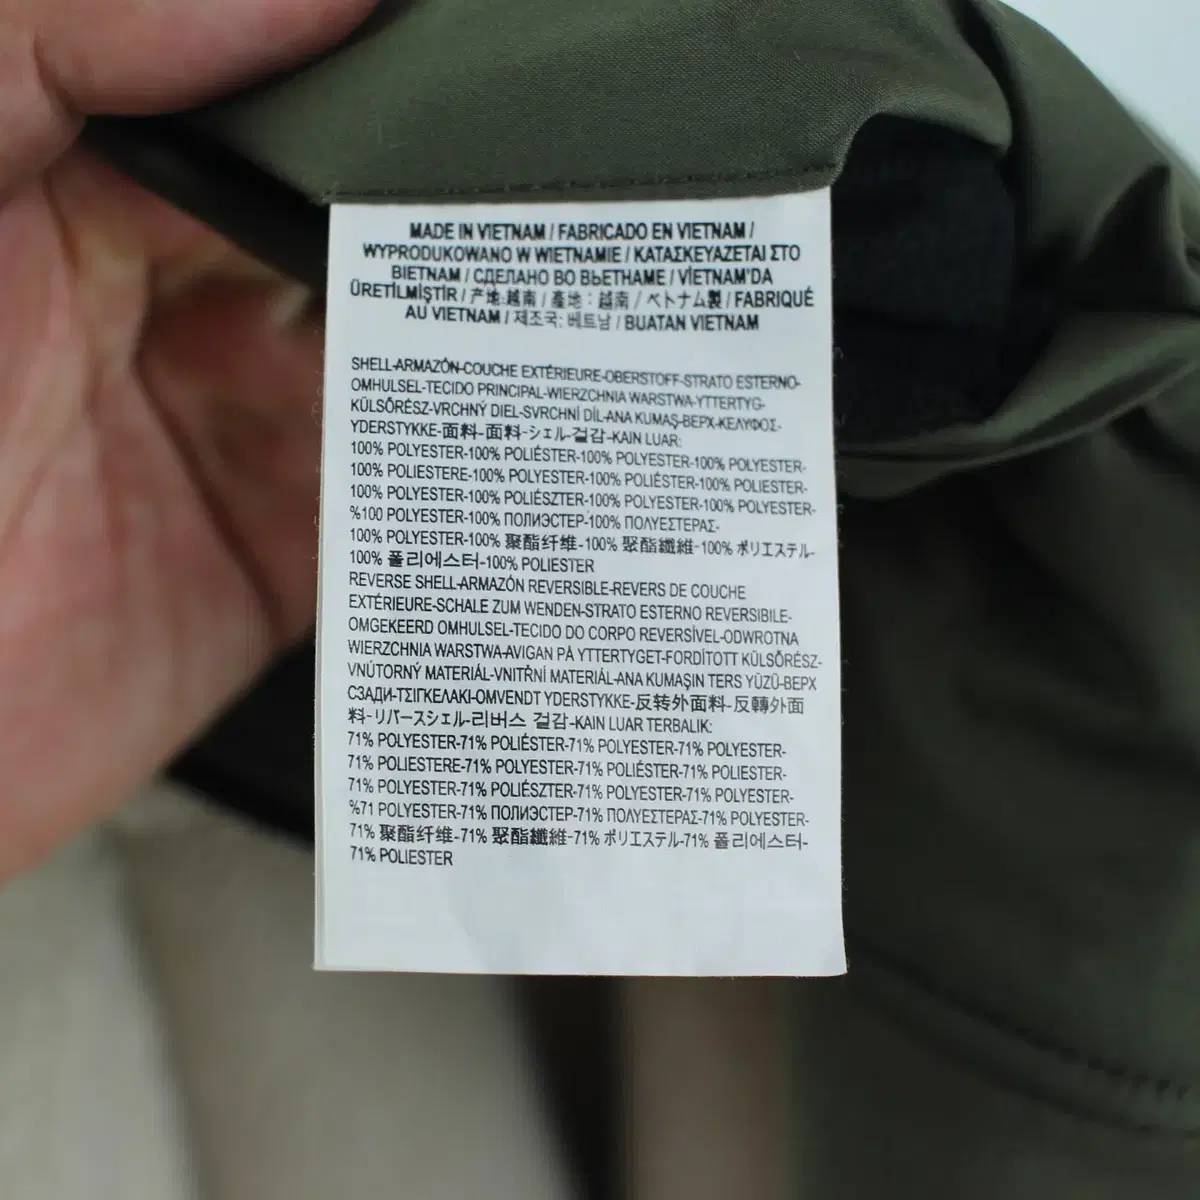 MADE IN VIETNAM / FABRICADO EN VIETNAM /
WYPRODUKOWANO W WIETNAMIE / ΚΑΤΑΣΚΕΥΑΖΕΤΑΙ ΣΤΟ
ΒΙΕΤΝΑΜ / СДЕЛАНО ВО ВЬЕТНАМЕ / VİETNAM'DA
ÜRETİLMİŞTİR / 产地:越南 / 產地：越南 / ベトナム製 / FABRIQUÉ
AU VIETNAM / 제조국: 베트남 / BUATAN VIETNAM
SHELL-ARMAZÓN-COUCHE EXTÉRIEURE-OBERSTOFF-STRATO ESTERNO-
OMHULSEL-TECIDO PRINCIPAL-WIERZCHNIA WARSTWA-YTTERTYG-
KÜLSŐRÉSZ-VRCHNÝ DIEL-SVRCHNÍ DÍL-ANA KUMAŞ-ВЕРХ-ΚΕΛΥΦΟΣ-
YDERSTYKKE-面料-面料-シェル-겉감-KAIN LUAR:
100% POLYESTER-100% POLIÉSTER-100% POLYESTER-100% POLYESTER-
100% POLIESTERE-100% POLYESTER-100% POLIÉSTER-100% POLIESTER-
100% POLYESTER-100% POLIÉSZTER-100% POLYESTER-100% POLYESTER-
%100 POLYESTER-100% ПОЛИЭСТЕР-100% ΠΟΛΥΕΣΤΕΡΑΣ-
100% POLYESTER-100% 聚酯纤维-100% 聚酯纖維-100% ポリエステル-
100% 폴리에스터-100% POLIESTER
REVERSE SHELL-ARMAZÓN REVERSIBLE-REVERS DE COUCHE
EXTÉRIEURE-SCHALE ZUM WENDEN-STRATO ESTERNO REVERSIBILE-
OMGEKEERD OMHULSEL-TECIDO DO CORPO REVERSÍVEL-ODWROTNA
WIERZCHNIA WARSTWA-AVIGAN PÅ YTTERTYGET-FORDÍTOTT KÜLSŐRÉSZ-
VNÚTORNÝ MATERIÁL-VNITŘNÍ MATERIÁL-ANA KUMAŞIN TERS YÜZÜ-ВЕРХ
СЗАДИ-ΤΣΙΓΚΕΛΑΚΙ-OMVENDT YDERSTYKKE-反转外面料-反轉外面
料-リバースシェル-리버스 겉감-KAIN LUAR TERBALIK:
71% POLYESTER-71% POLIÉSTER-71% POLYESTER-71% POLYESTER-
71% POLIESTERE-71% POLYESTER-71% POLIÉSTER-71% POLIESTER-
71% POLYESTER-71% POLIÉSZTER-71% POLYESTER-71% POLYESTER-
%71 POLYESTER-71% ПОЛИЭСТЕР-71% ΠΟΛΥΕΣΤΕΡΑΣ-71% POLYESTER-
71% 聚酯纤维-71% 聚酯纖維-71% ポリエステル-71% 폴리에스터-
71% POLIESTER